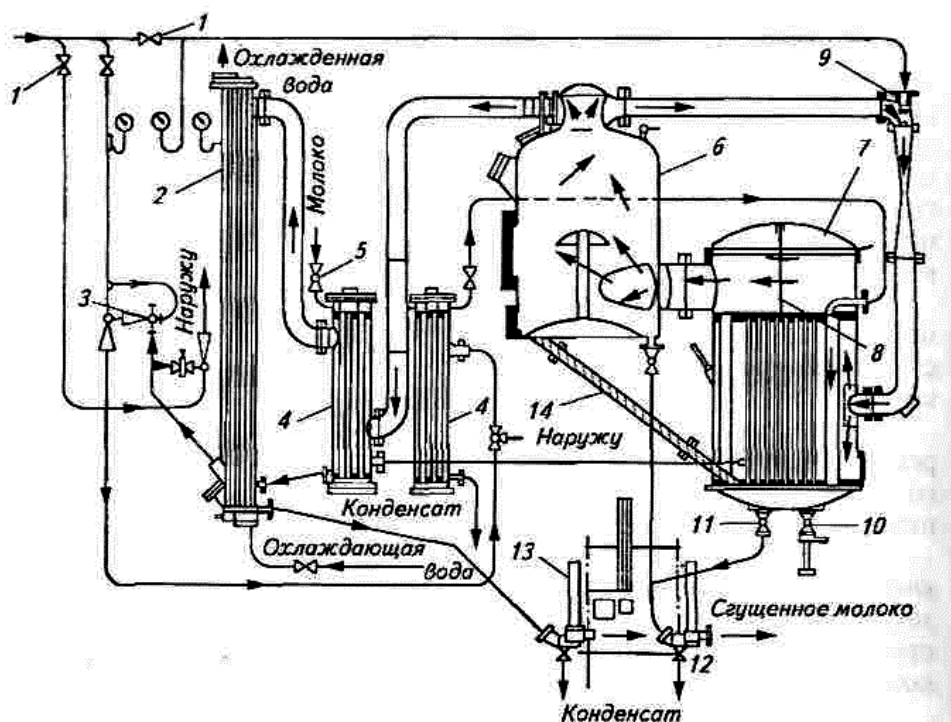 1
1
Охлажденная
вода
9
2
6
7
Молоко
5
3
Наружу
8
4
4
14
Наружу
Конденсат
11
10
Охлаждающая
вода
13
Сгущенное молоко
12
Конденсат